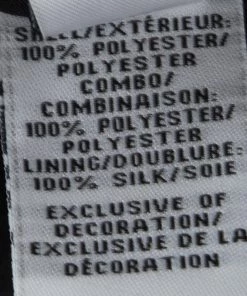 SHELL/EXTÉRIEUR:
100% POLYESTER/
POLYESTER
COMBO/
COMBINAISON:
100% POLYESTER/
POLYESTER
LINING/DOUBLURE:
100% SILK/SOIE
EXCLUSIVE OF
DECORATION/
EXCLUSIVE DE LA
DÉCORATION